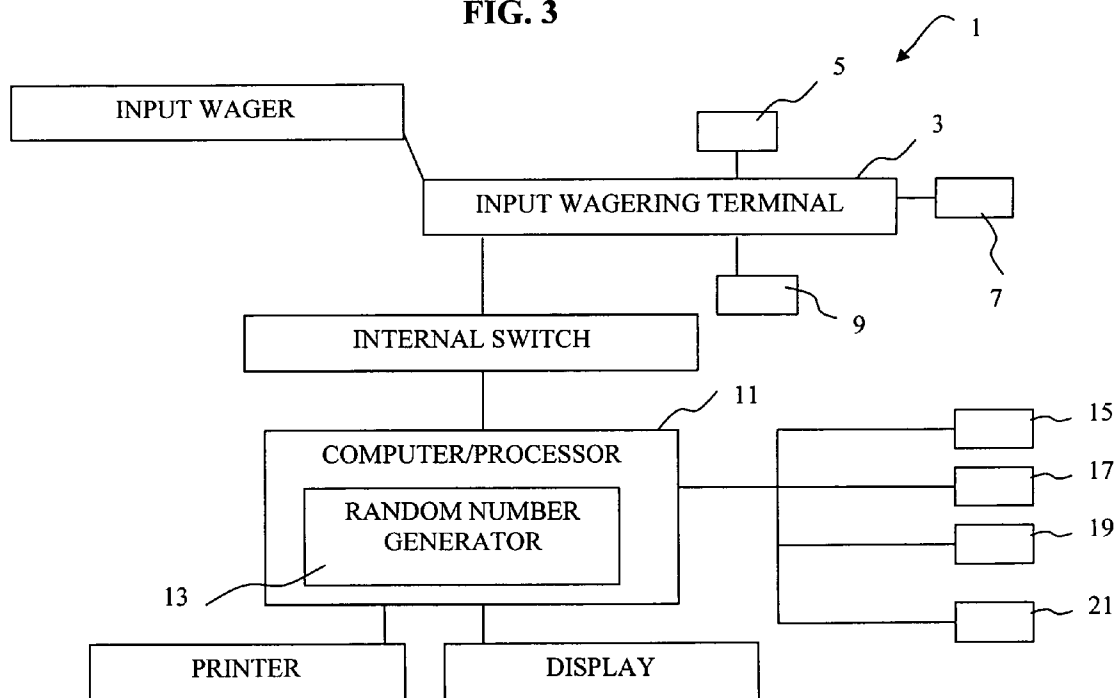 FIG. 3
1
INPUT WAGER
5
3
INPUT WAGERING TERMINAL
7
9
INTERNAL SWITCH
11
COMPUTER/PROCESSOR
RANDOM NUMBER
GENERATOR
13
15
17
19
21
PRINTER
DISPLAY